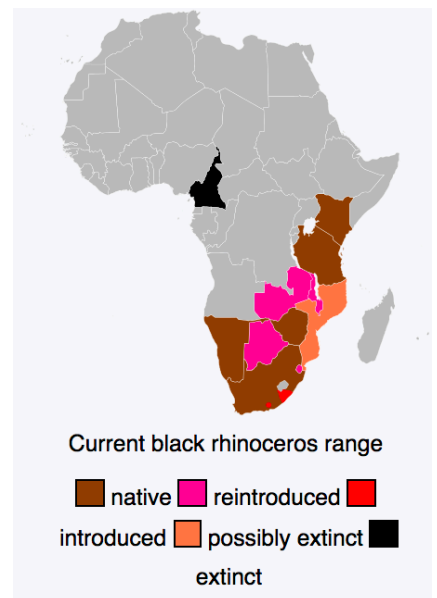 Current black rhinoceros range
native reintroduced
introduced possibly extinct
extinct